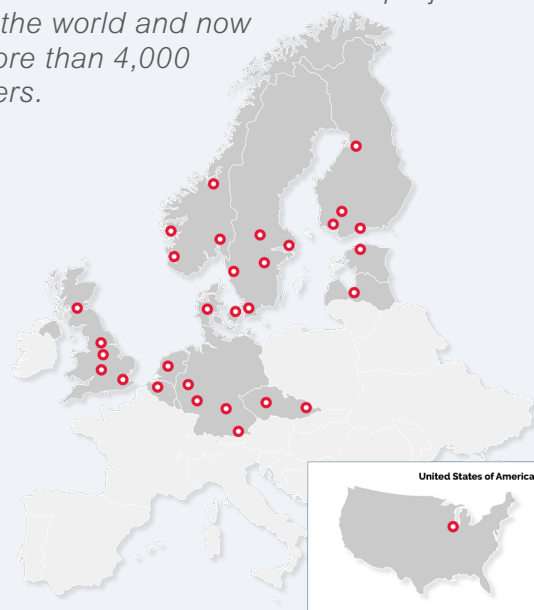 the world and now
ore than 4,000
ers.
United States of America